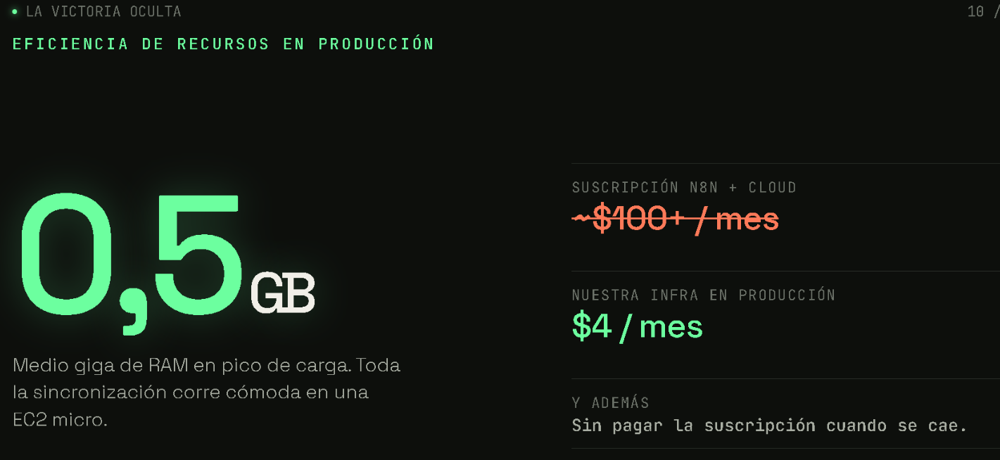 LA VICTORIA OCULTA
10 /
EFICIENCIA DE RECURSOS EN PRODUCCIÓN
0,5 GB
Medio giga de RAM en pico de carga. Toda
la sincronización corre cómoda en una
EC2 micro.
SUSCRIPCIÓN N8N + CLOUD
~$100+ / mes
NUESTRA INFRA EN PRODUCCIÓN
$4 / mes
Y ADEMÁS
Sin pagar la suscripción cuando se cae.